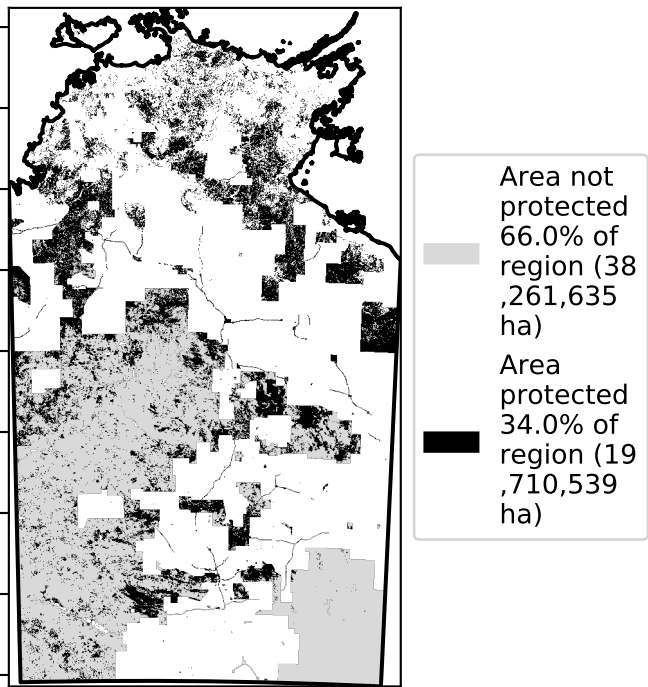 Area not
protected
66.0% of
region (38
,261,635
ha)
Area
protected
34.0% of
region (19
,710,539
ha)